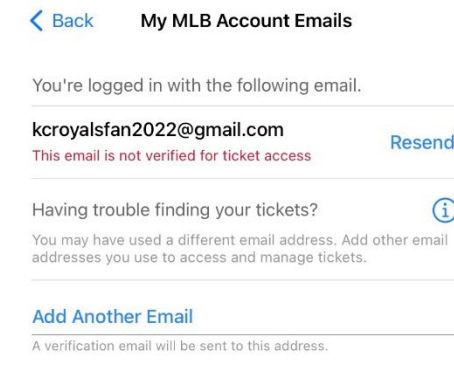 Back My MLB Account Emails
You're logged in with the following email.
kcroyalsfan2022@gmail.com Resend
This email is not verified for ticket access
Having trouble finding your tickets?
You may have used a different email address. Add other email
addresses you use to access and manage tickets.
Add Another Email
A verification email will be sent to this address.